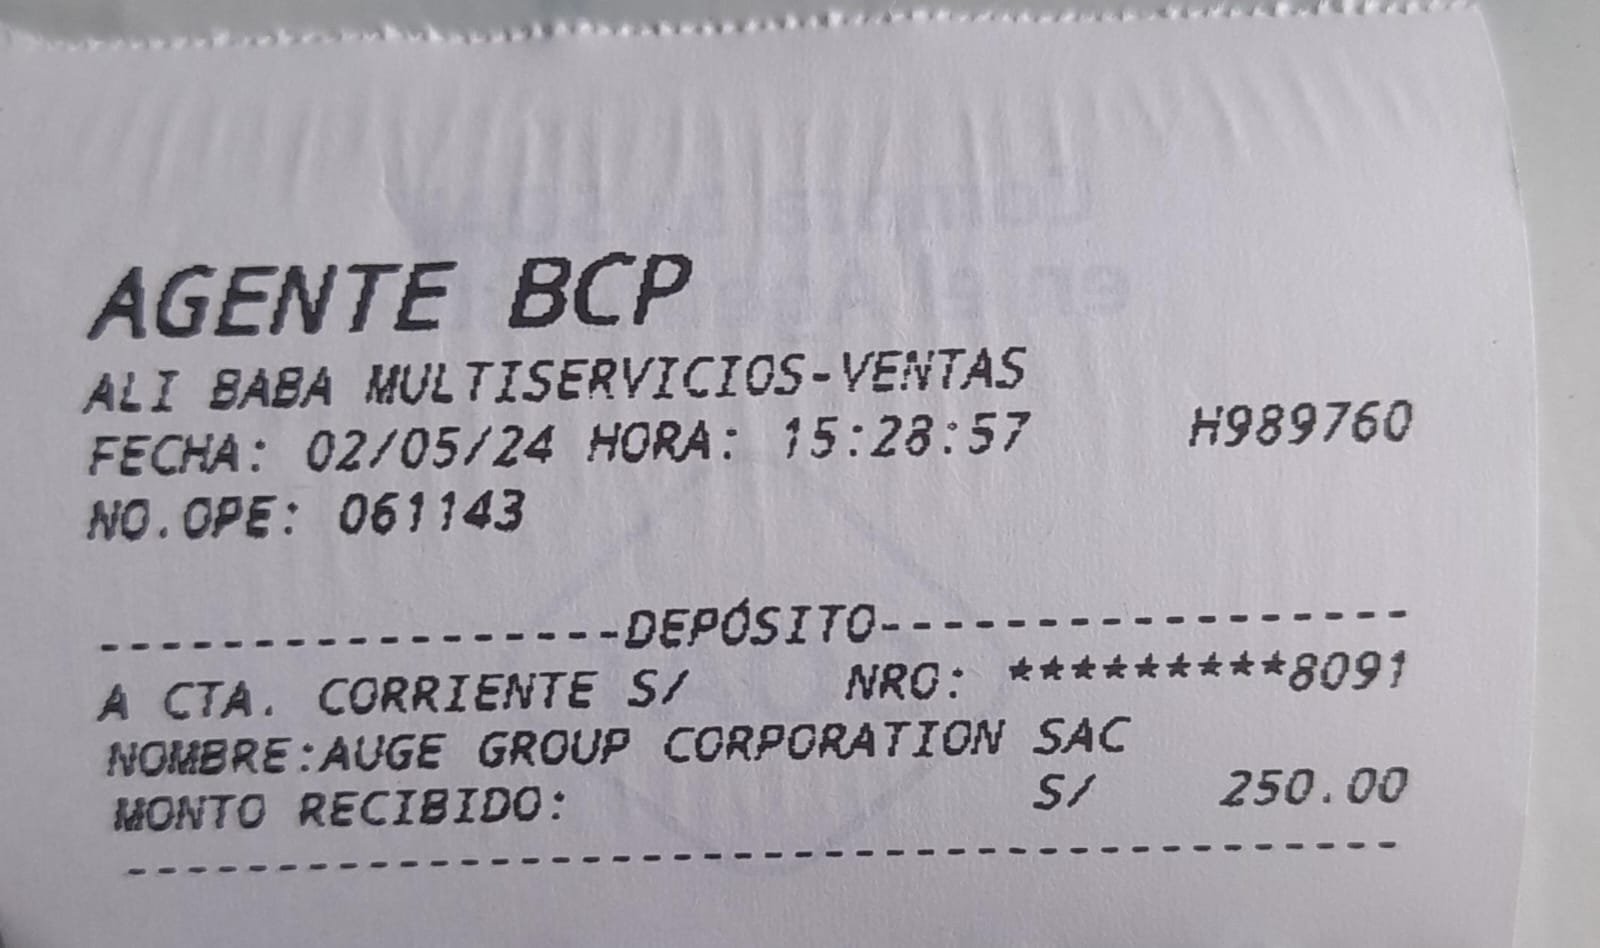 AGENTE BCP
ALI BABA MULTISERVICIOS-VENTAS
FECHA: 02/05/24 HORA: 15:28:57 H989760
NO.OPE: 061143
-----------------DEPÓSITO-----------------
A CTA. CORRIENTE S/ NRO: *********8091
NOMBRE:AUGE GROUP CORPORATION SAC
MONTO RECIBIDO: S/ 250.00
-----------------------------------------